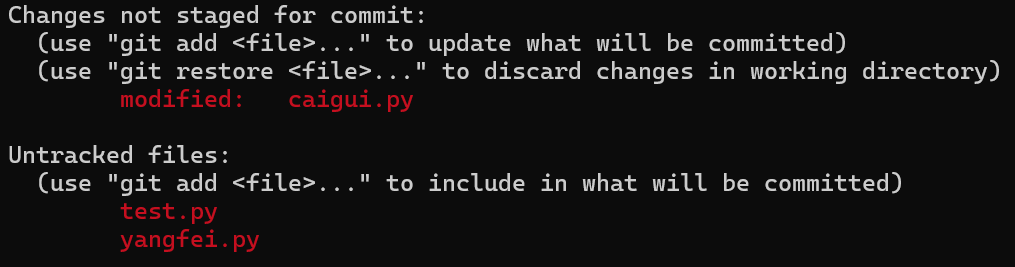 Changes not staged for commit:
  (use "git add <file>..." to update what will be committed)
  (use "git restore <file>..." to discard changes in working directory)
        modified:   caigui.py

Untracked files:
  (use "git add <file>..." to include in what will be committed)
        test.py
        yangfei.py